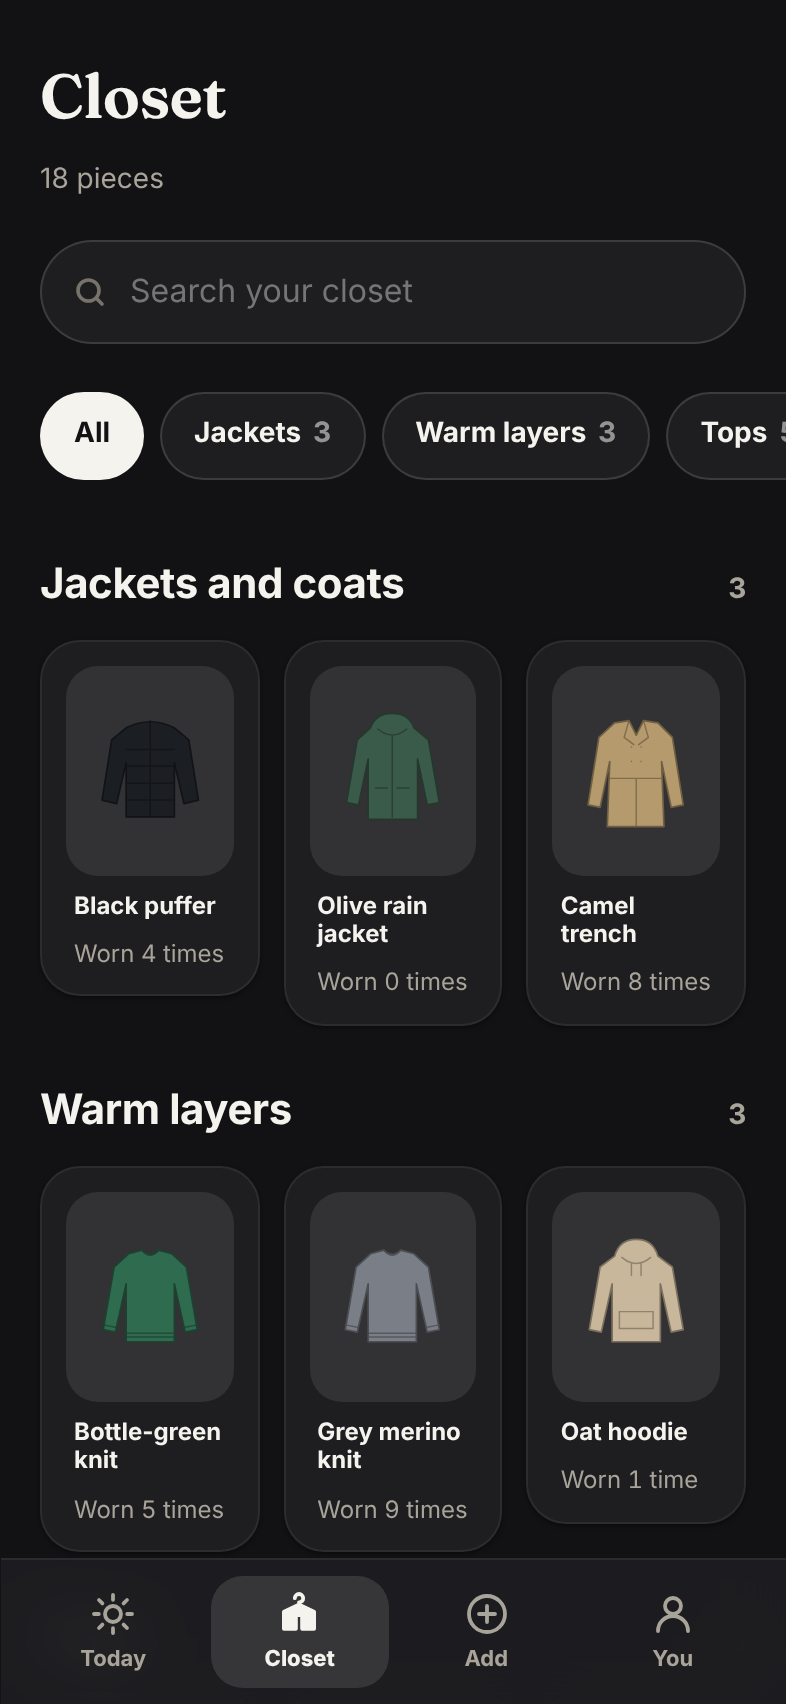 Closet
18 pieces
Search your closet
All
Jackets 3
Warm layers 3
Tops
Jackets and coats
3
Black puffer
Worn 4 times
Olive rain
jacket
Worn 0 times
Camel
trench
Worn 8 times
Warm layers
3
Bottle-green
knit
Worn 5 times
Grey merino
knit
Worn 9 times
Oat hoodie
Worn 1 time
Today
Closet
Add
You